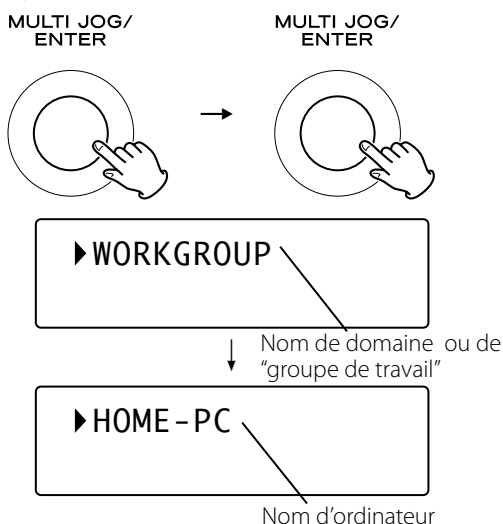 MULTI JOG/
ENTER
MULTI JOG/
ENTER
WORKGROUP
Nom de domaine ou de
“groupe de travail”
HOME-PC
Nom d'ordinateur